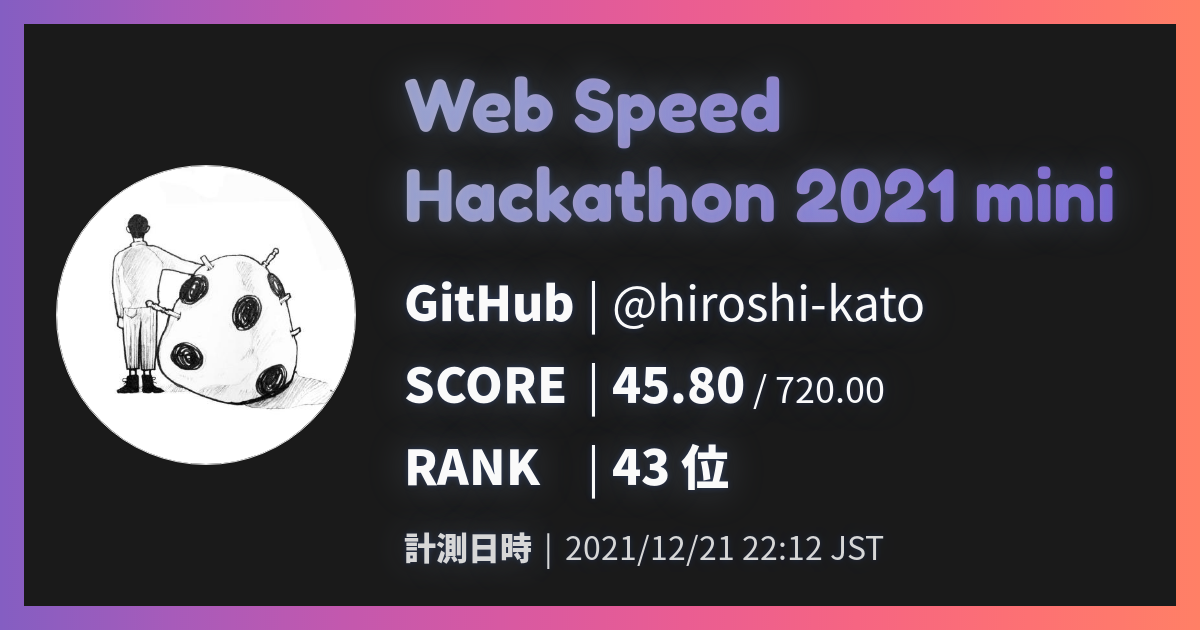 Web Speed
Hackathon 2021 mini
GitHub | @hiroshi-kato
SCORE | 45.80 / 720.00
RANK | 43 位
計測日時 | 2021/12/21 22:12 JST